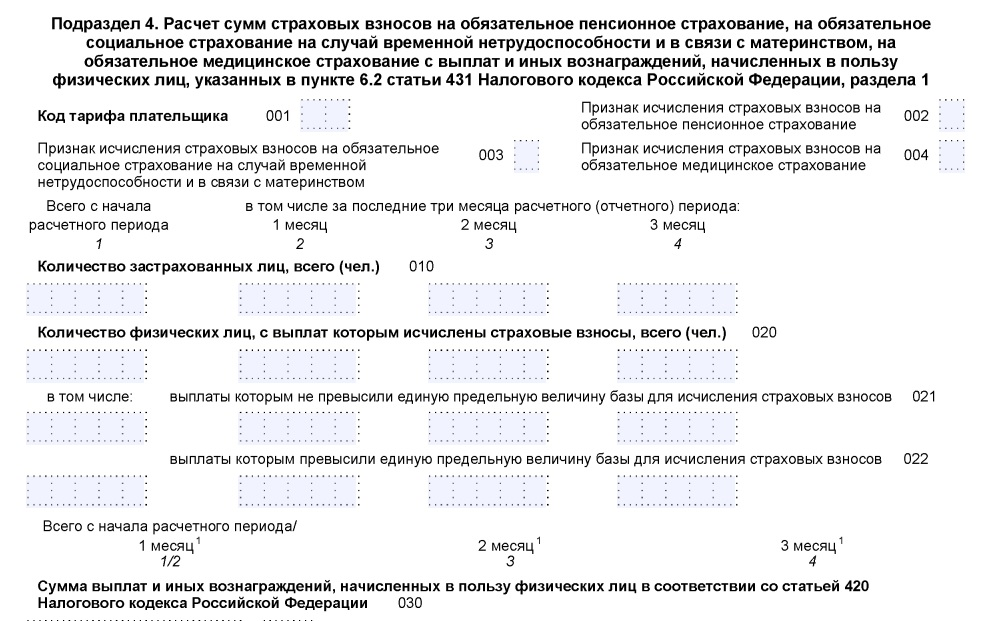 Подраздел 4. Расчет сумм страховых взносов на обязательное пенсионное страхование, на обязательное
социальное страхование на случай временной нетрудоспособности и в связи с материнством, на
обязательное медицинское страхование с выплат и иных вознаграждений, начисленных в пользу
физических лиц, указанных в пункте 6.2 статьи 431 Налогового кодекса Российской Федерации, раздела 1
Код тарифа плательщика 001
Признак исчисления страховых взносов на
обязательное пенсионное страхование 002
Признак исчисления страховых взносов на обязательное
социальное страхование на случай временной
нетрудоспособности и в связи с материнством 003
Признак исчисления страховых взносов на
обязательное медицинское страхование 004
Всего с начала в том числе за последние три месяца расчетного (отчетного) периода:
расчетного периода 1 месяц 2 месяц 3 месяц
1 2 3 4
Количество застрахованных лиц, всего (чел.) 010
Количество физических лиц, с выплат которым исчислены страховые взносы, всего (чел.) 020
в том числе: выплаты которым не превысили единую предельную величину базы для исчисления страховых взносов 021
выплаты которым превысили единую предельную величину базы для исчисления страховых взносов 022
Всего с начала расчетного периода/
1 месяц 1 2 месяц 1 3 месяц 1
1/2 3 4
Сумма выплат и иных вознаграждений, начисленных в пользу физических лиц в соответствии со статьей 420
Налогового кодекса Российской Федерации 030